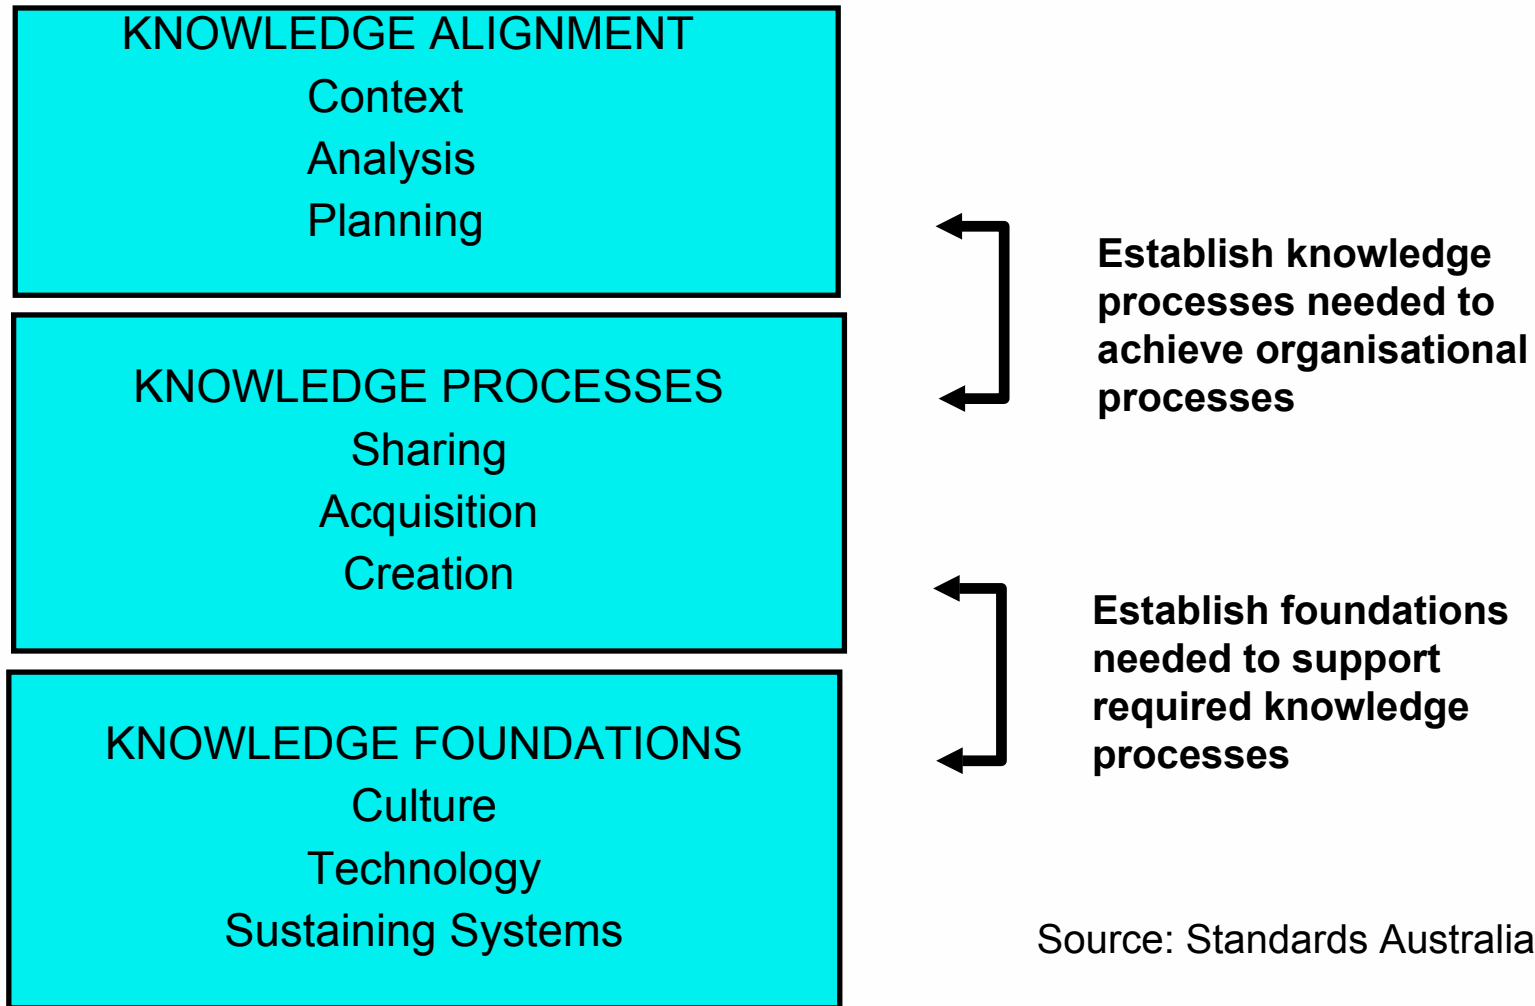 KNOWLEDGE ALIGNMENT
Context
Analysis
Planning
Establish knowledge
processes needed to
achieve organisational
processes
KNOWLEDGE PROCESSES
Sharing
Acquisition
Creation
Establish foundations
needed to support
required knowledge
processes
KNOWLEDGE FOUNDATIONS
Culture
Technology
Sustaining Systems
Source: Standards Australia